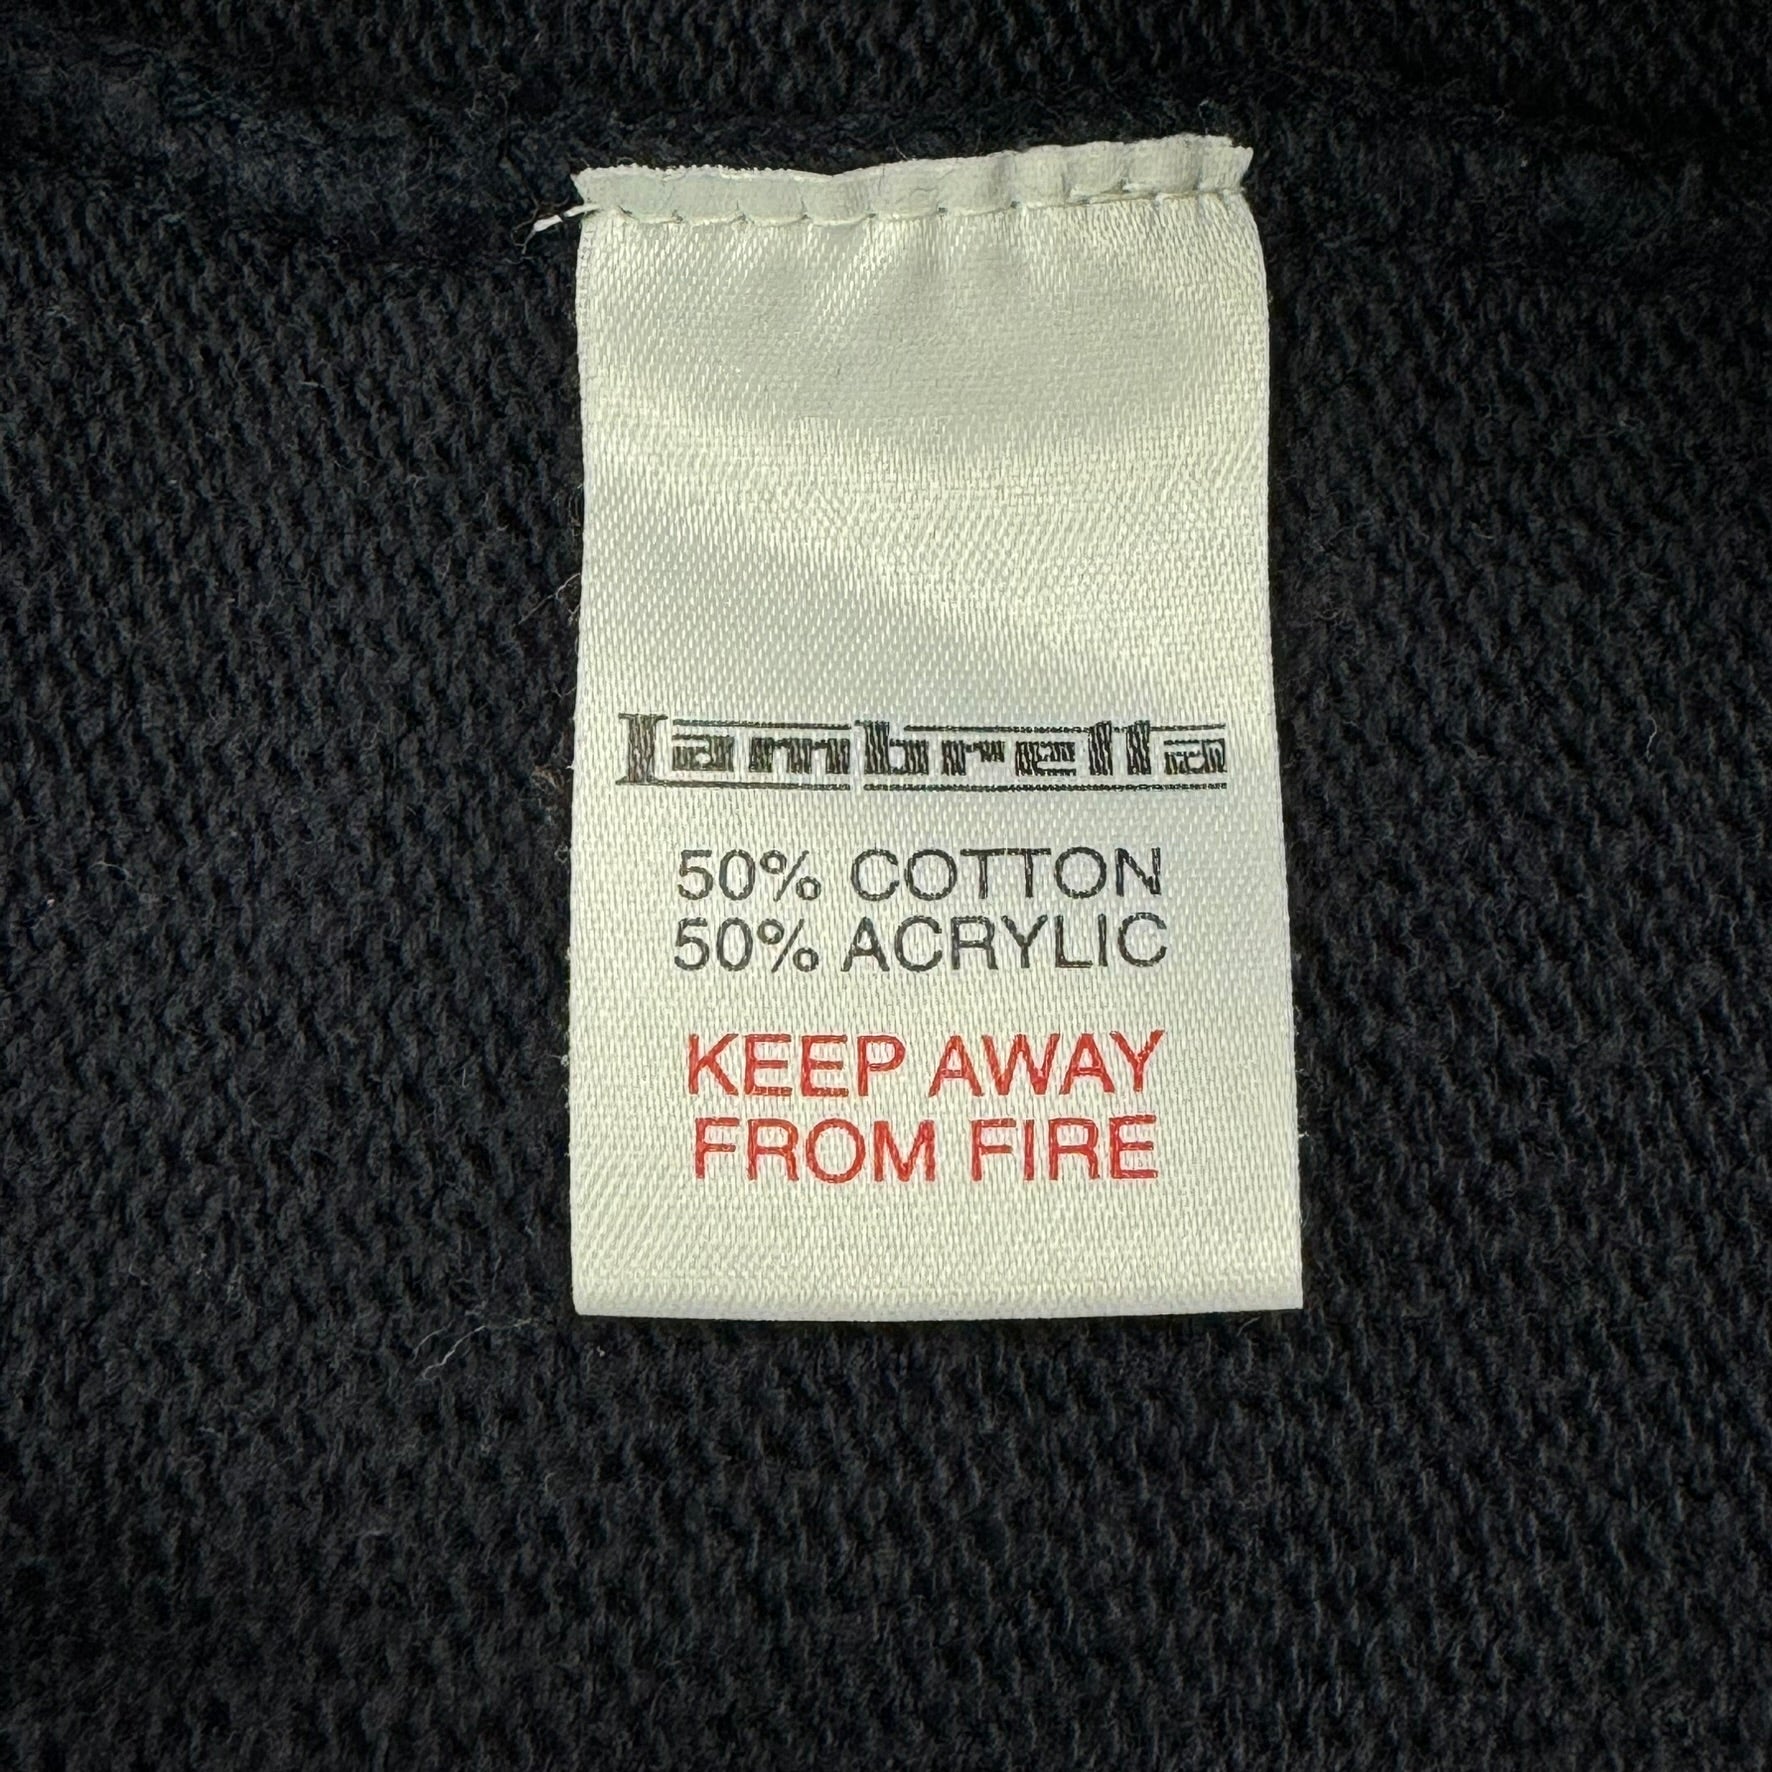 Lambretta
50% COTTON
50% ACRYLIC
KEEP AWAY
FROM FIRE